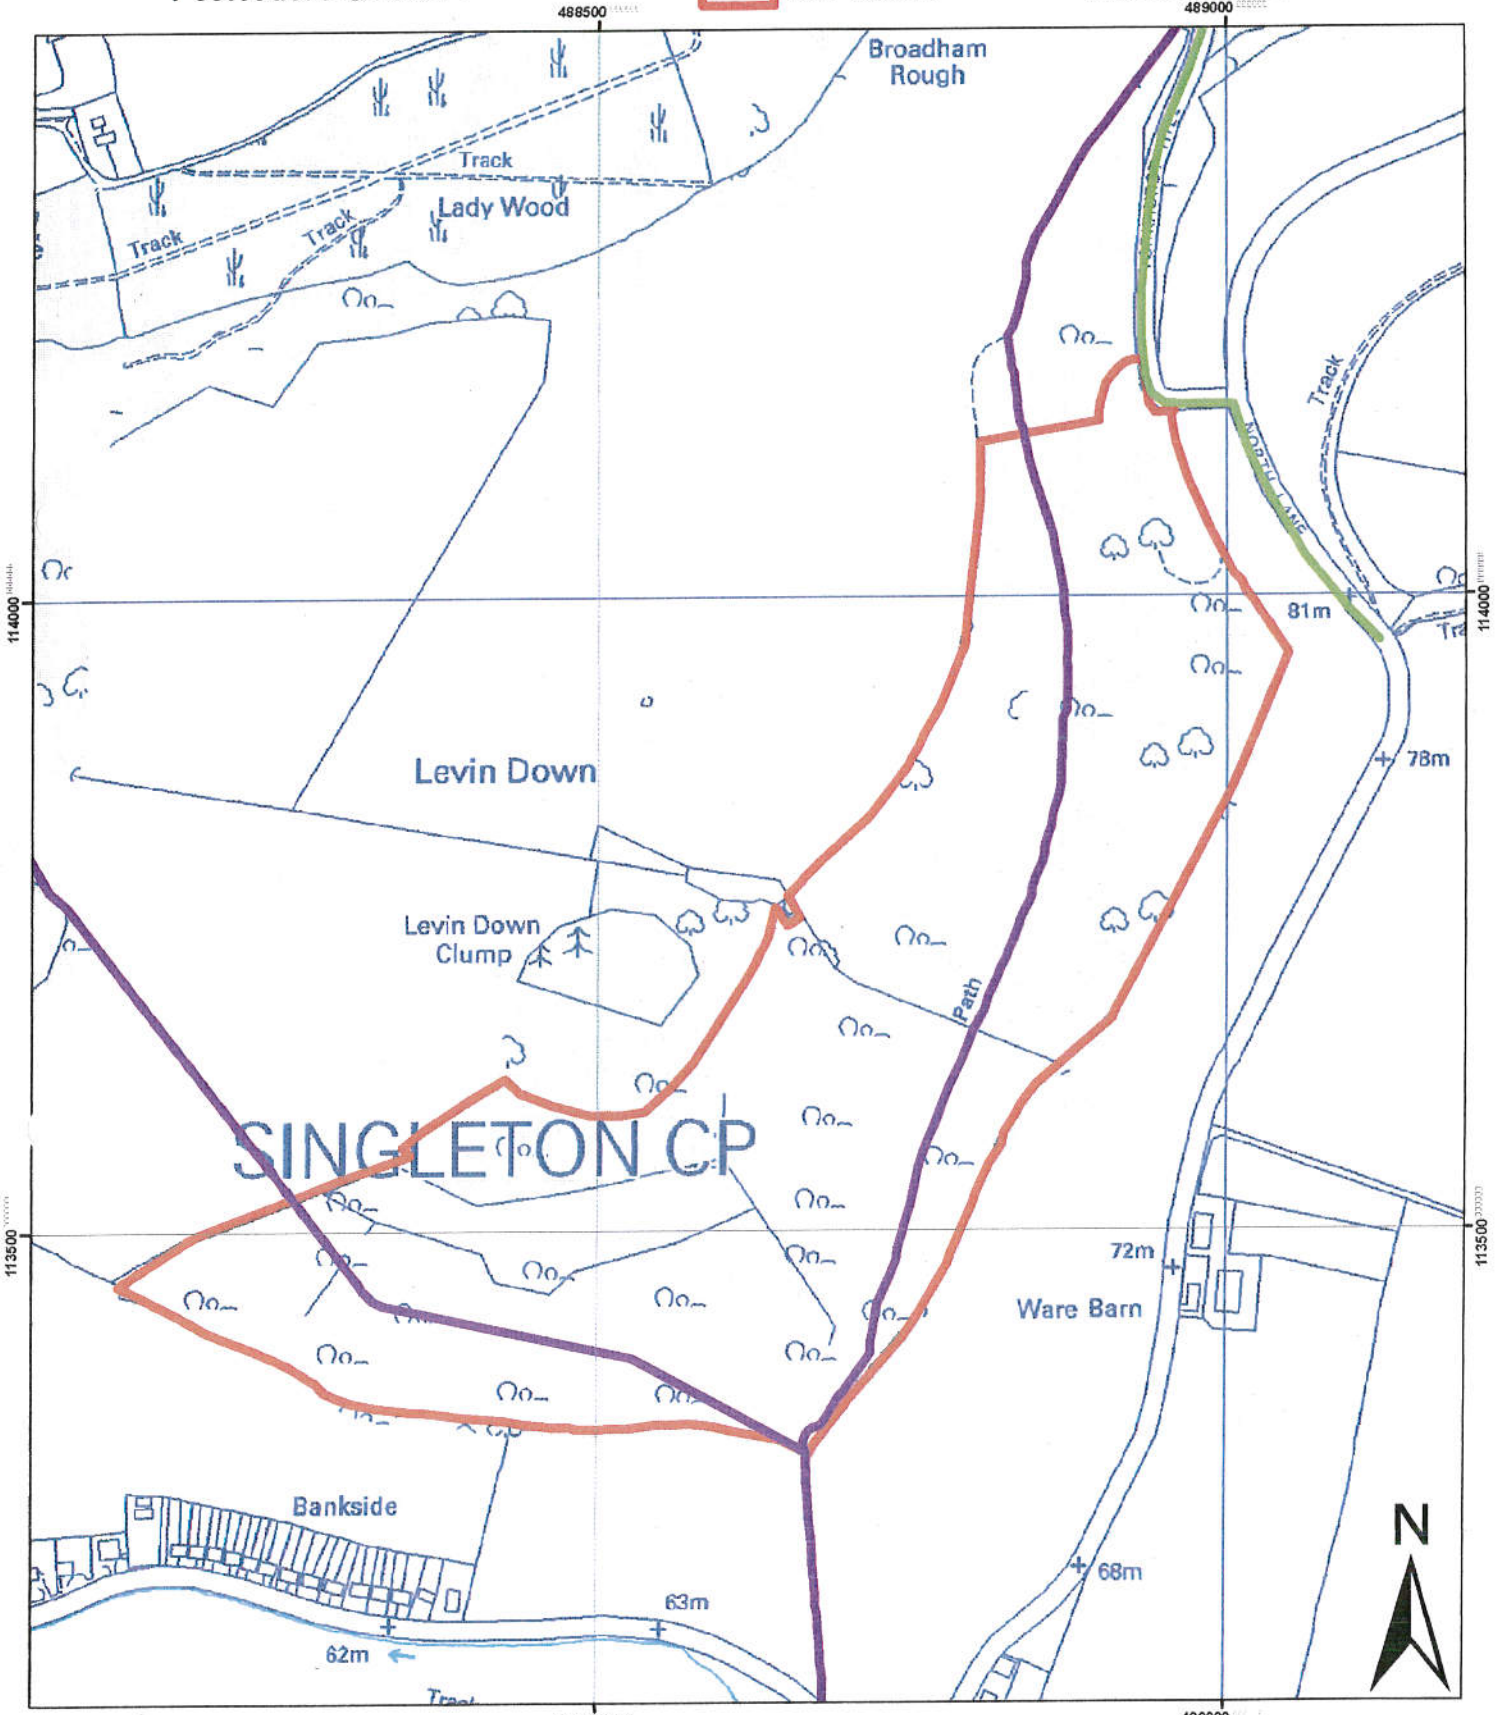 488500
489000
Broadham
Rough
Track
Lady Wood
Track
Track
Track
NORTH LANE
114000
114000
81m
78m
Levin Down
Levin Down
Clump
Path
SINGLETON CP
113500
113500
72m
Ware Barn
Bankside
N
68m
63m
62m